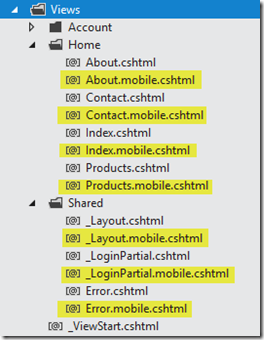 Views
Account
Home
About.cshtml
About.mobile.cshtml
Contact.cshtml
Contact.mobile.cshtml
Index.cshtml
Index.mobile.cshtml
Products.cshtml
Products.mobile.cshtml
Shared
_Layout.cshtml
_Layout.mobile.cshtml
_LoginPartial.cshtml
_LoginPartial.mobile.cshtml
Error.cshtml
Error.mobile.cshtml
_ViewStart.cshtml